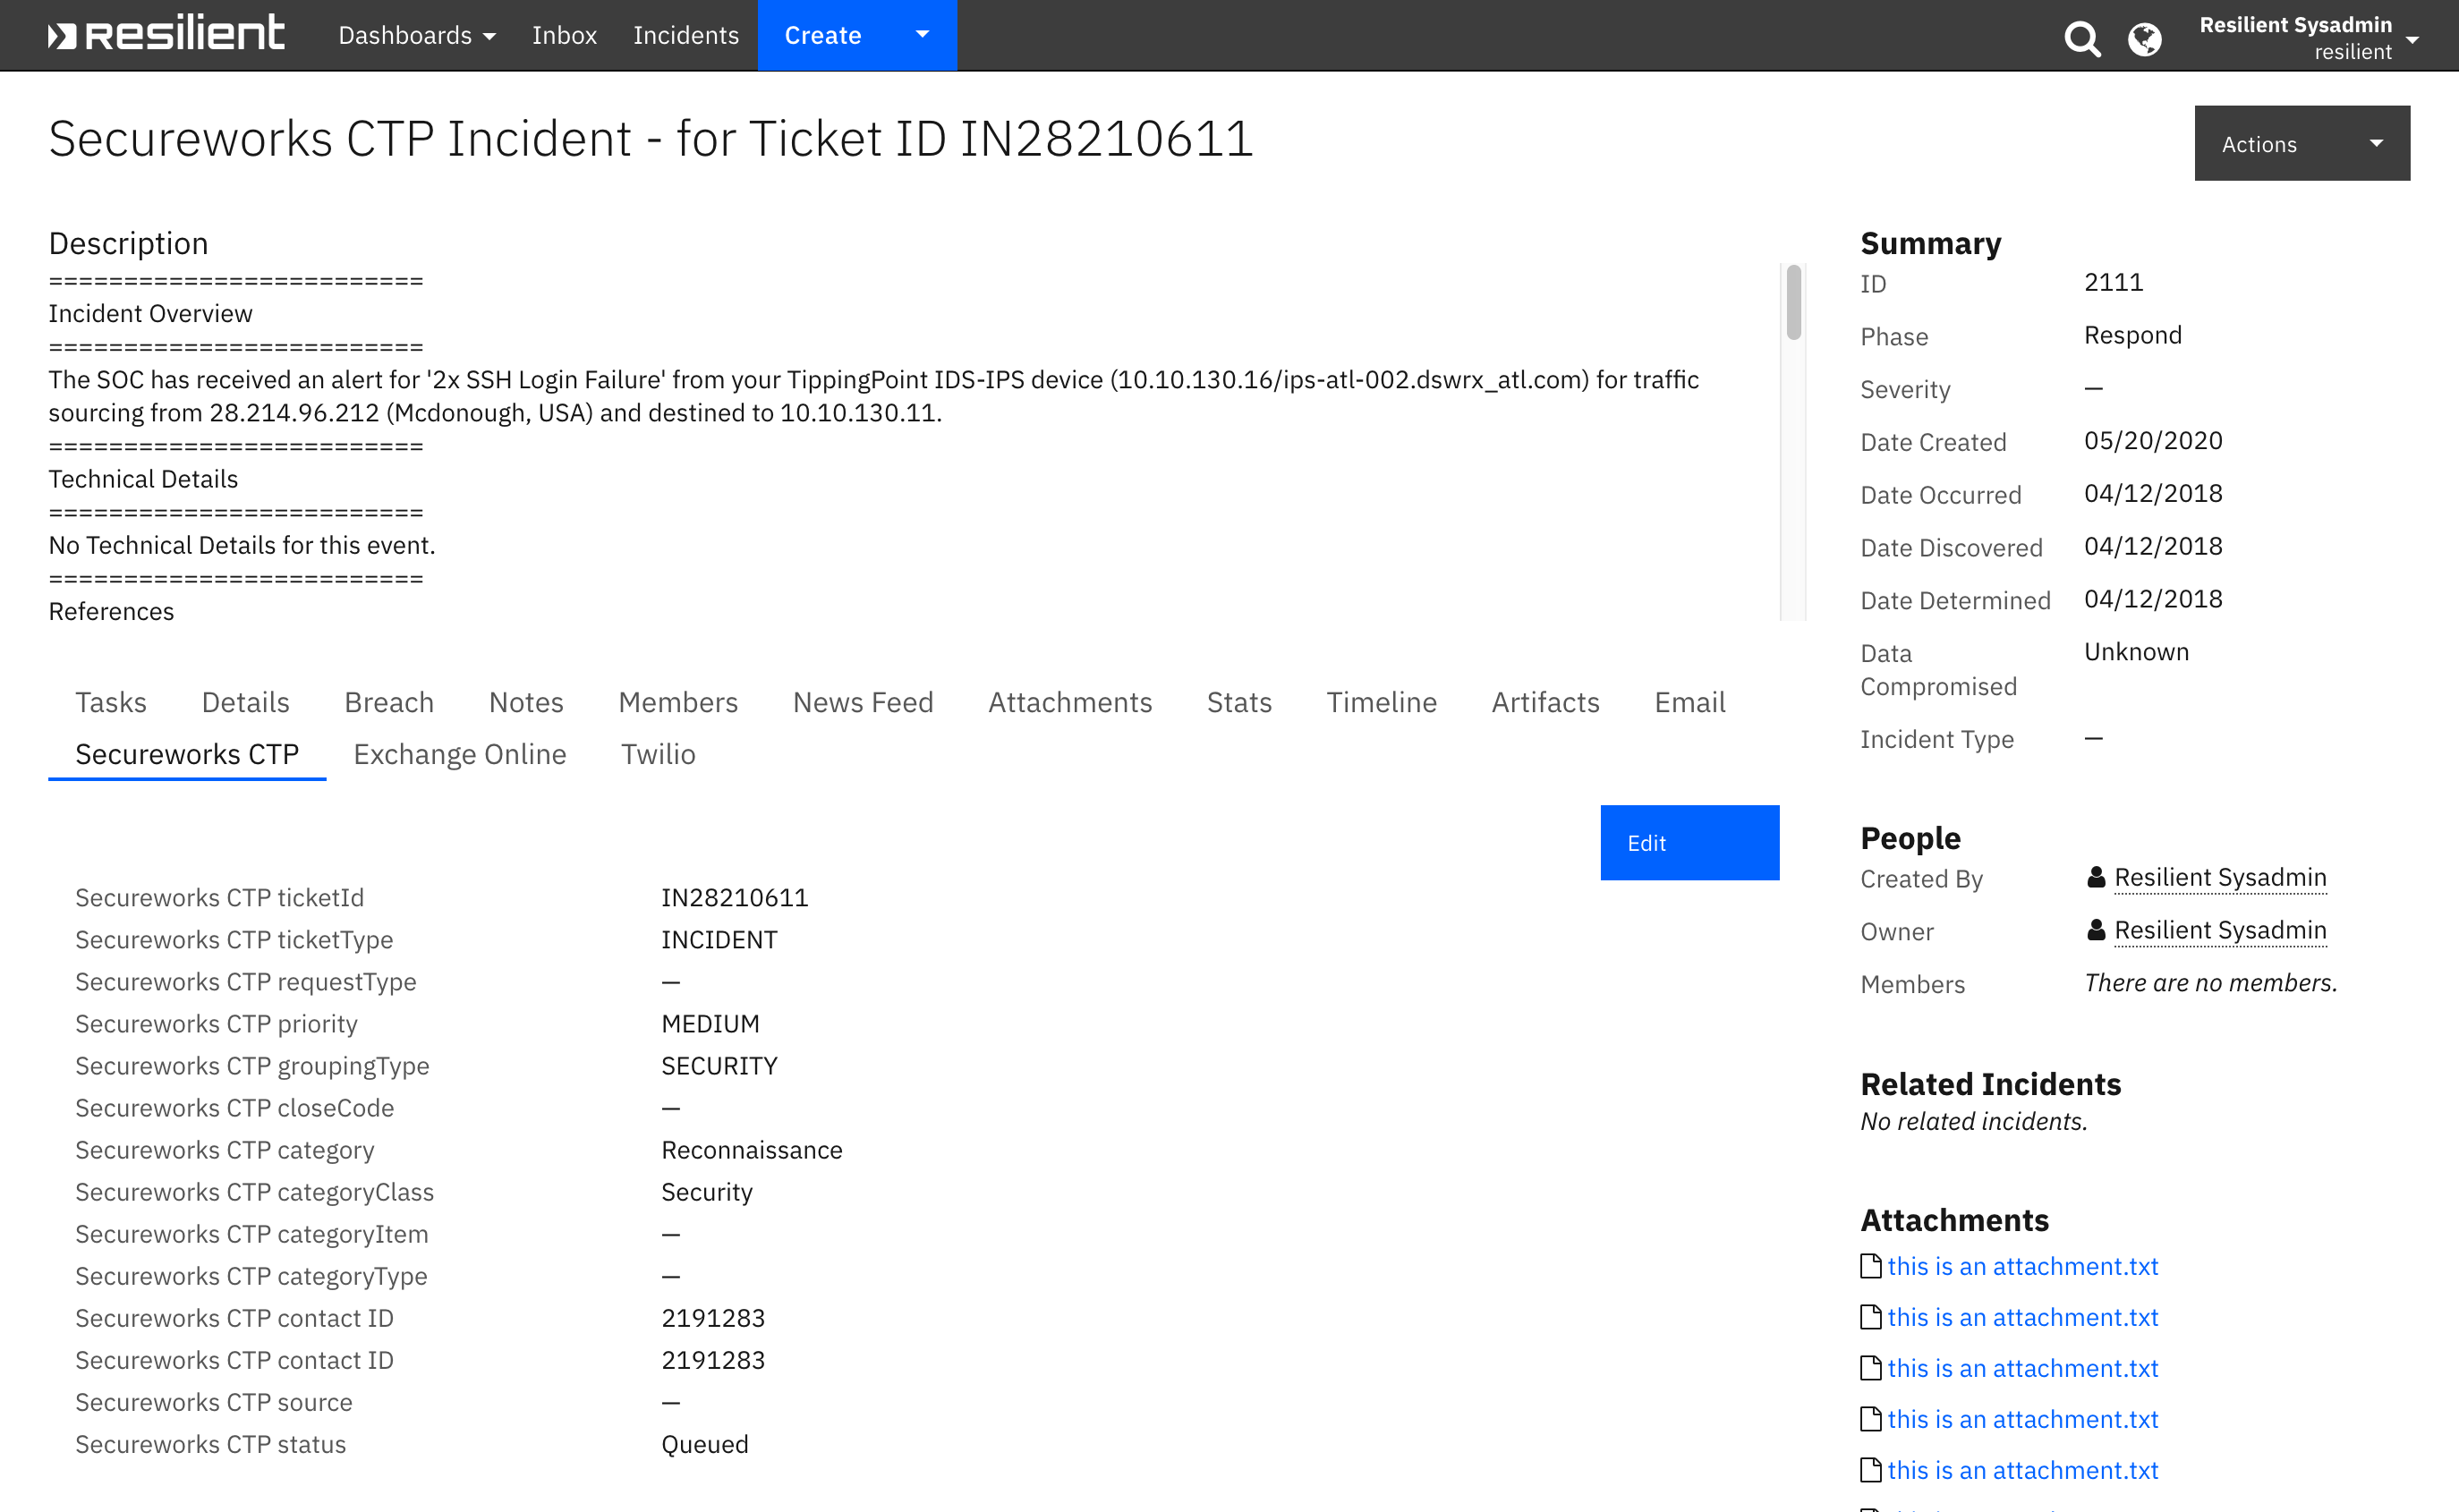 resilient
Dashboards
Inbox
Incidents
Create
Resilient Sysadmin
resilient
Secureworks CTP Incident - for Ticket ID IN28210611
Actions
Description
=========================
Incident Overview
=========================
The SOC has received an alert for '2x SSH Login Failure' from your TippingPoint IDS-IPS device (10.10.130.16/ips-atl-002.dswrx_atl.com) for traffic
sourcing from 28.214.96.212 (Mcdonough, USA) and destined to 10.10.130.11.
=========================
Technical Details
=========================
No Technical Details for this event.
=========================
References
Tasks Details Breach Notes Members News Feed Attachments Stats Timeline Artifacts Email
Secureworks CTP Exchange Online Twilio
Edit
Secureworks CTP ticketId IN28210611
Secureworks CTP ticketType INCIDENT
Secureworks CTP requestType —
Secureworks CTP priority MEDIUM
Secureworks CTP groupingType SECURITY
Secureworks CTP closeCode —
Secureworks CTP category Reconnaissance
Secureworks CTP categoryClass Security
Secureworks CTP categoryItem —
Secureworks CTP categoryType —
Secureworks CTP contact ID 2191283
Secureworks CTP contact ID 2191283
Secureworks CTP source —
Secureworks CTP status Queued
Summary
ID 2111
Phase Respond
Severity —
Date Created 05/20/2020
Date Occurred 04/12/2018
Date Discovered 04/12/2018
Date Determined 04/12/2018
Data Unknown
Compromised
Incident Type —
People
Created By Resilient Sysadmin
Owner Resilient Sysadmin
Members There are no members.
Related Incidents
No related incidents.
Attachments
this is an attachment.txt
this is an attachment.txt
this is an attachment.txt
this is an attachment.txt
this is an attachment.txt